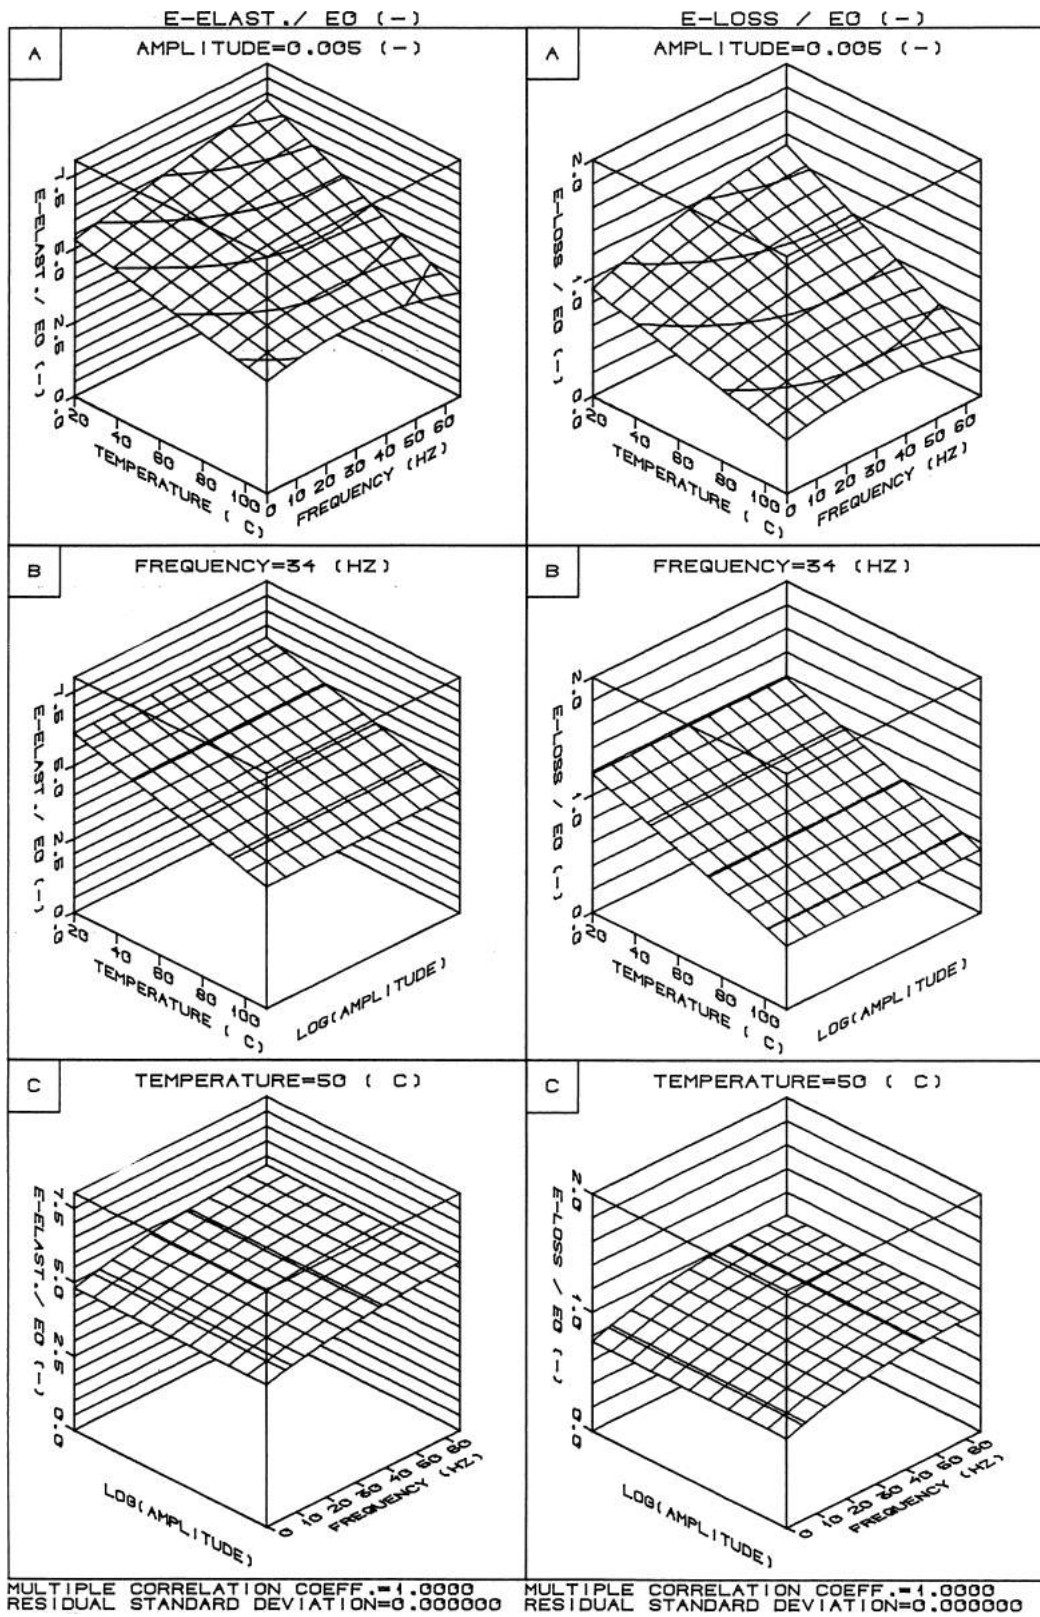 E-ELAST./ E0 (-)
E-LOSS / E0 (-)
A
AMPLITUDE=0.005 (-)
7.5
5.0
2.5
0.0
E-ELAST./ E0 (-)
20 40 60 80 100
TEMPERATURE ( C)
0 10 20 30 40 50 60
FREQUENCY (HZ)
A
AMPLITUDE=0.005 (-)
2.0
1.0
0.0
E-LOSS / E0 (-)
20 40 60 80 100
TEMPERATURE ( C)
0 10 20 30 40 50 60
FREQUENCY (HZ)
B
FREQUENCY=34 (HZ)
7.5
5.0
2.5
0.0
E-ELAST./ E0 (-)
20 40 60 80 100
TEMPERATURE ( C)
LOG(AMPLITUDE)
B
FREQUENCY=34 (HZ)
2.0
1.0
0.0
E-LOSS / E0 (-)
20 40 60 80 100
TEMPERATURE ( C)
LOG(AMPLITUDE)
C
TEMPERATURE=50 ( C)
7.5
5.0
2.5
0.0
E-ELAST./ E0 (-)
LOG(AMPLITUDE)
0 10 20 30 40 50 60
FREQUENCY (HZ)
C
TEMPERATURE=50 ( C)
2.0
1.0
0.0
E-LOSS / E0 (-)
LOG(AMPLITUDE)
0 10 20 30 40 50 60
FREQUENCY (HZ)
MULTIPLE CORRELATION COEFF.=1.0000
RESIDUAL STANDARD DEVIATION=0.000000
MULTIPLE CORRELATION COEFF.=1.0000
RESIDUAL STANDARD DEVIATION=0.000000